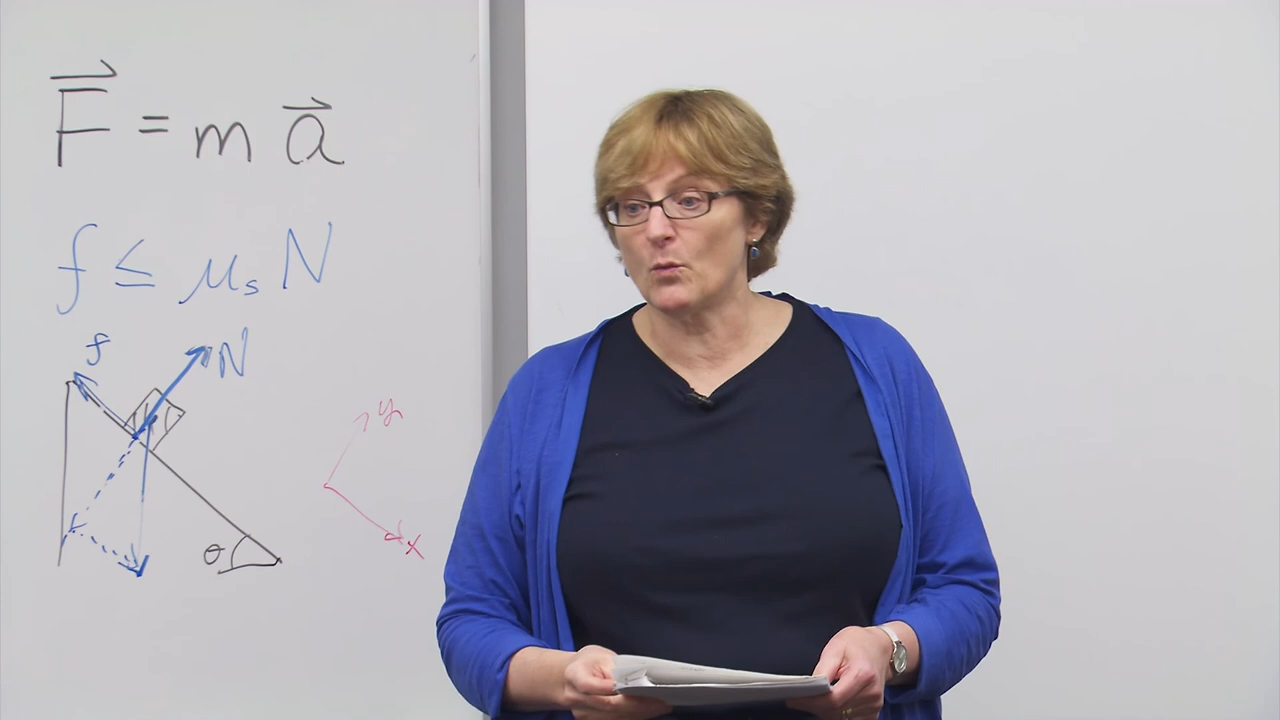 F⃗ = m a⃗
f ≤ μₛ N
f
N
y
θ
x